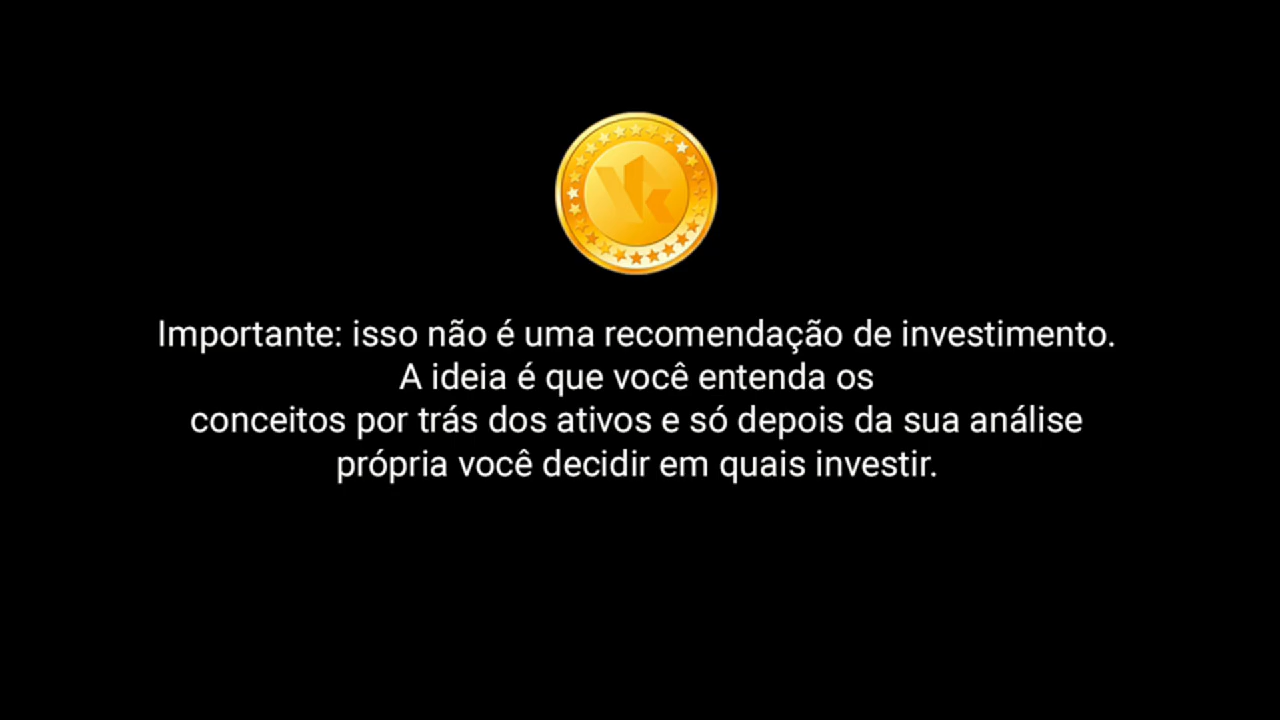 Importante: isso não é uma recomendação de investimento.
A ideia é que você entenda os
conceitos por trás dos ativos e só depois da sua análise
própria você decidir em quais investir.